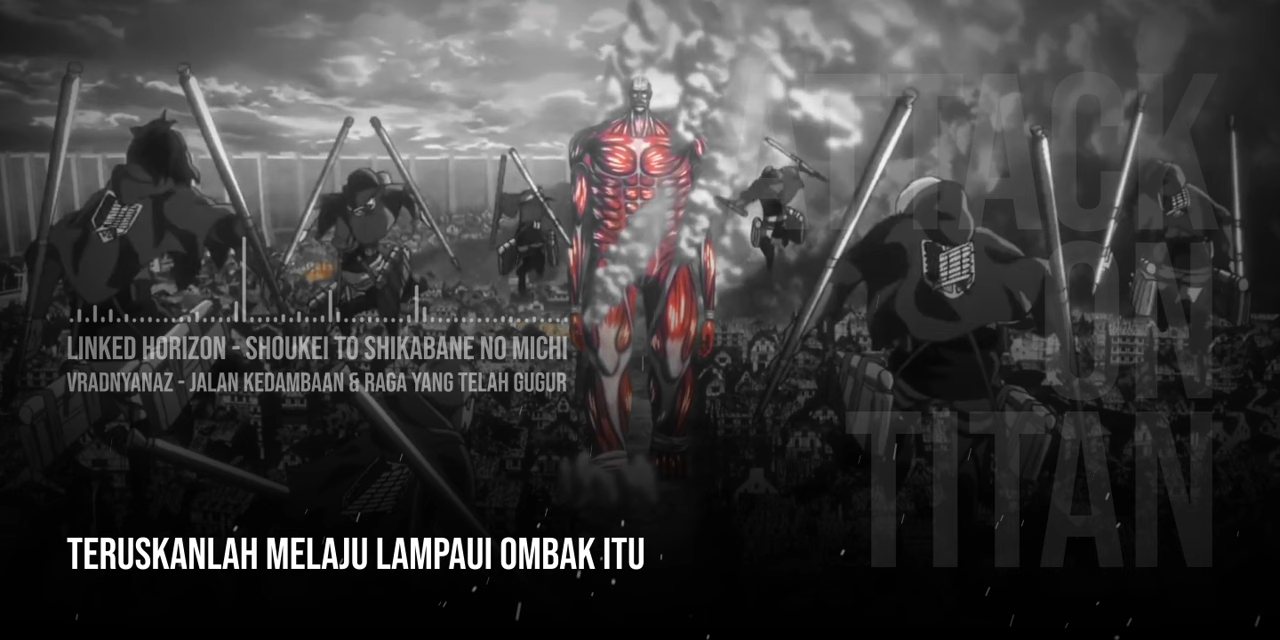 ATTACK
ON
TITAN
LINKED HORIZON - SHOUKEI TO SHIKABANE NO MICHI
VRADNYANAZ - JALAN KEDAMBAAN & RAGA YANG TELAH GUGUR
TERUSKANLAH MELAJU LAMPAUI OMBAK ITU